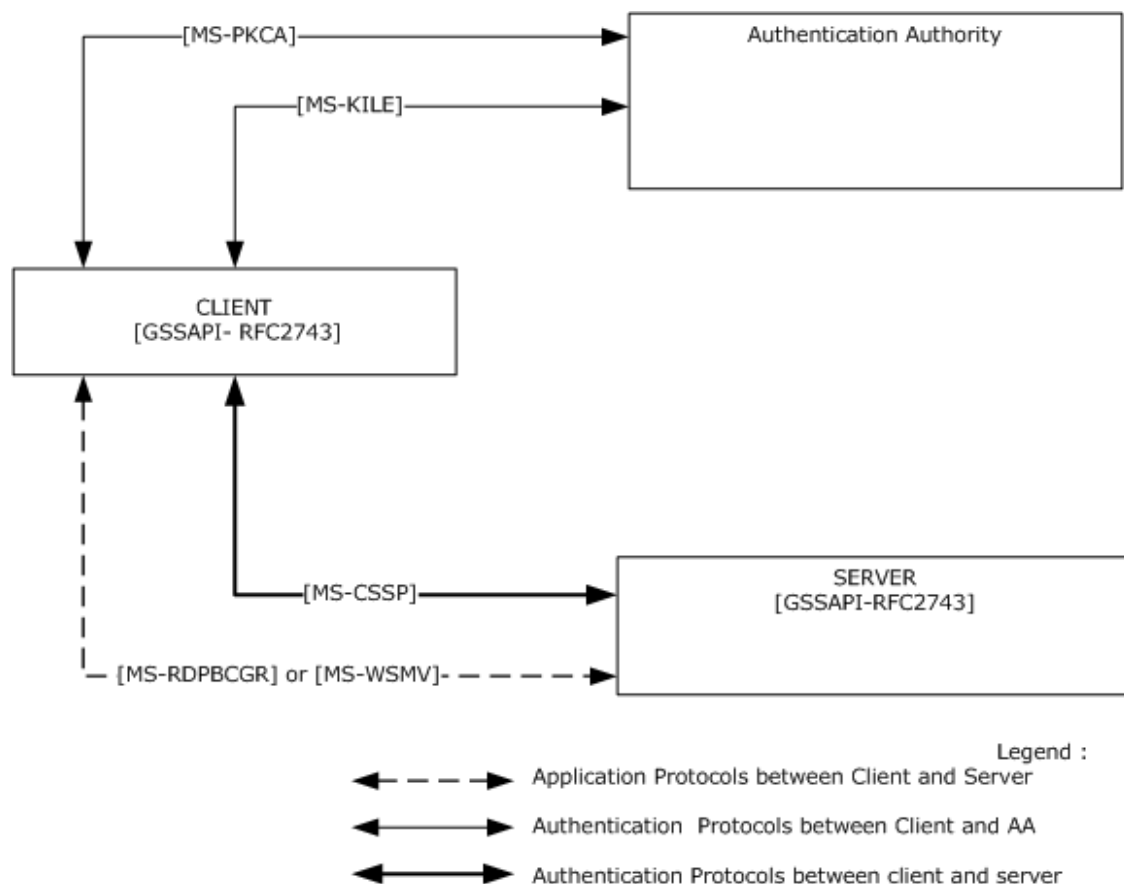 [MS-PKCA]
Authentication Authority
[MS-KILE]
CLIENT
[GSSAPI- RFC2743]
SERVER
[GSSAPI-RFC2743]
[MS-CSSP]
[MS-RDPBCGR] or [MS-WSMV]
Legend :
Application Protocols between Client and Server
Authentication Protocols between Client and AA
Authentication Protocols between client and server